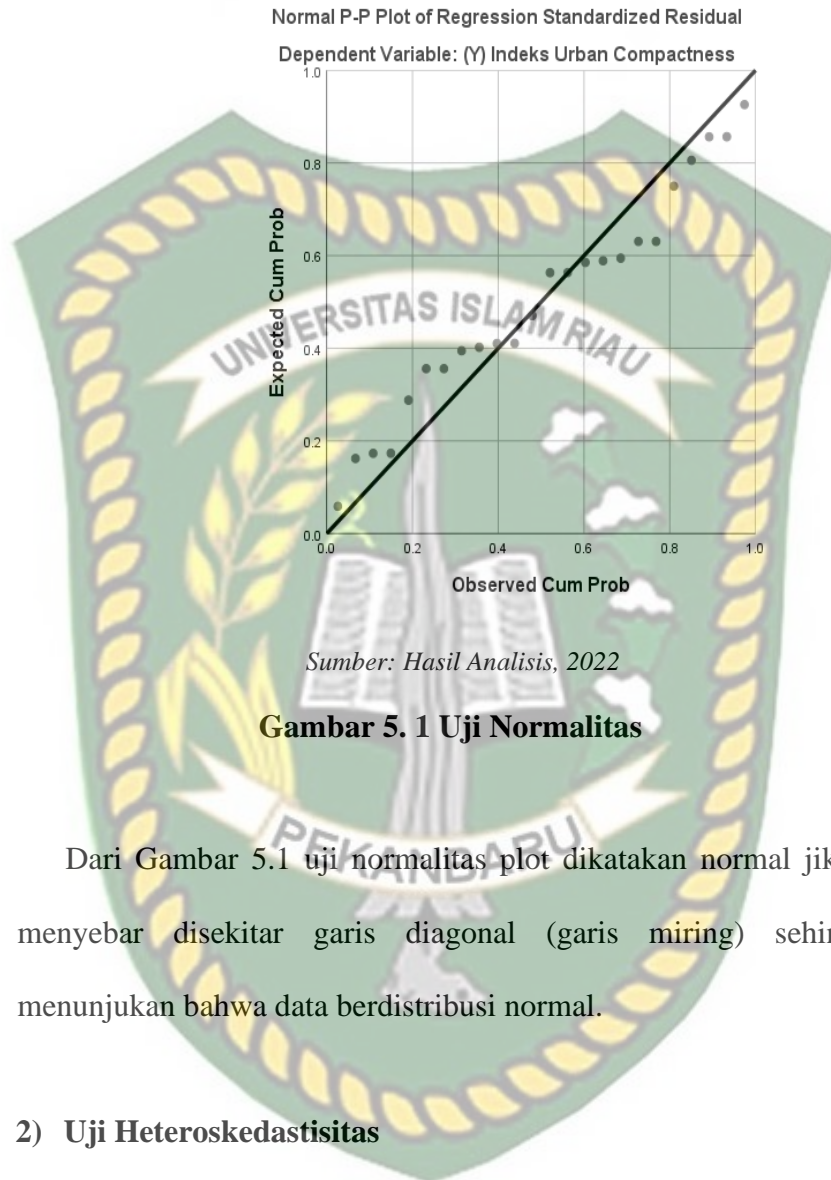 Normal P-P Plot of Regression Standardized Residual
Dependent Variable: (Y) Indeks Urban Compactness
1.0
0.8
0.6
0.4
0.2
0.0
Expected Cum Prob
0.0 0.2 0.4 0.6 0.8 1.0
Observed Cum Prob
UNIVERSITAS ISLAM RIAU
Sumber: Hasil Analisis, 2022
Gambar 5. 1 Uji Normalitas
PEKANBARU
Dari Gambar 5.1 uji normalitas plot dikatakan normal jik
menyebar disekitar garis diagonal (garis miring) sehin
menunjukan bahwa data berdistribusi normal.
2) Uji Heteroskedastisitas